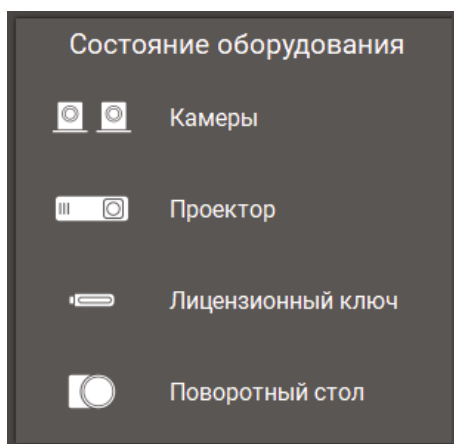 Состояние оборудования
Камеры
Проектор
Лицензионный ключ
Поворотный стол